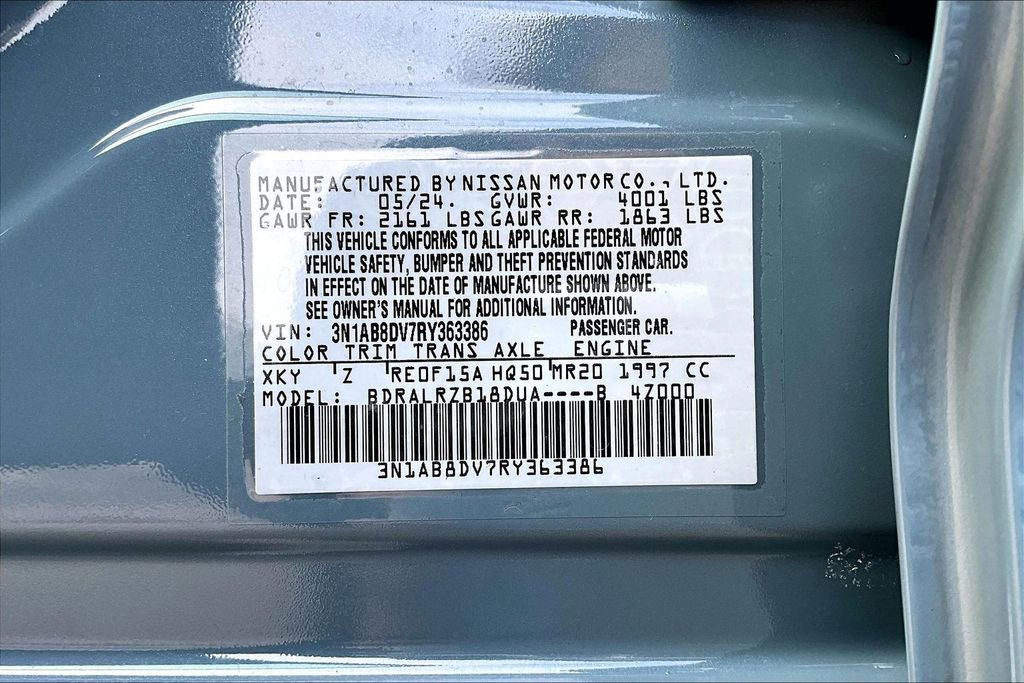 MANUFACTURED BY NISSAN MOTOR CO., LTD.
DATE: 05/24. GVWR: 4001 LBS
GAWR FR: 2161 LBS GAWR RR: 1863 LBS
THIS VEHICLE CONFORMS TO ALL APPLICABLE FEDERAL MOTOR
VEHICLE SAFETY, BUMPER AND THEFT PREVENTION STANDARDS
IN EFFECT ON THE DATE OF MANUFACTURE SHOWN ABOVE.
SEE OWNER'S MANUAL FOR ADDITIONAL INFORMATION.
VIN: 3N1AB8DV7RY363386 PASSENGER CAR.
COLOR TRIM TRANS AXLE ENGINE
XKY Z RE0F15A HQ50 MR20 1997 CC
MODEL: BDRALRZB18DUA----B 4Z000
3N1AB8DV7RY363386